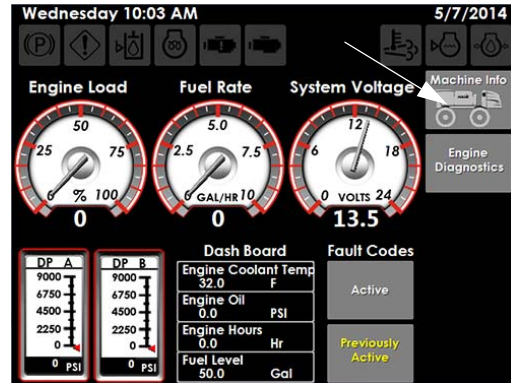 Wednesday 10:03 AM 5/7/2014
Machine Info
Engine Load Fuel Rate System Voltage
0 25 50 75 100 %
0
0 2.5 5.0 7.5 10 GAL/HR
0
0 6 12 18 24 VOLTS
13.5
Engine
Diagnostics
DP A
9000
6750
4500
2250
0
0 PSI
DP B
9000
6750
4500
2250
0
0 PSI
Dash Board
Engine Coolant Temp
32.0 F
Engine Oil
0.0 PSI
Engine Hours
0.0 Hr
Fuel Level
50.0 Gal
Fault Codes
Active
Previously
Active